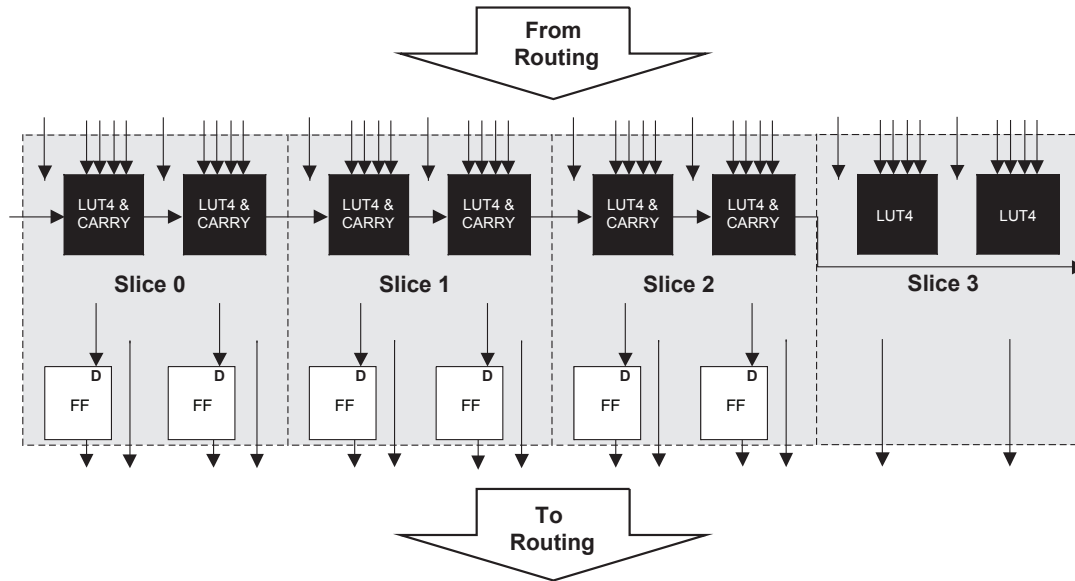 From
Routing
LUT4 &
CARRY
LUT4 &
CARRY
LUT4 &
CARRY
LUT4 &
CARRY
LUT4 &
CARRY
LUT4 &
CARRY
LUT4
LUT4
Slice 0
Slice 1
Slice 2
Slice 3
D
FF
D
FF
D
FF
D
FF
D
FF
D
FF
To
Routing